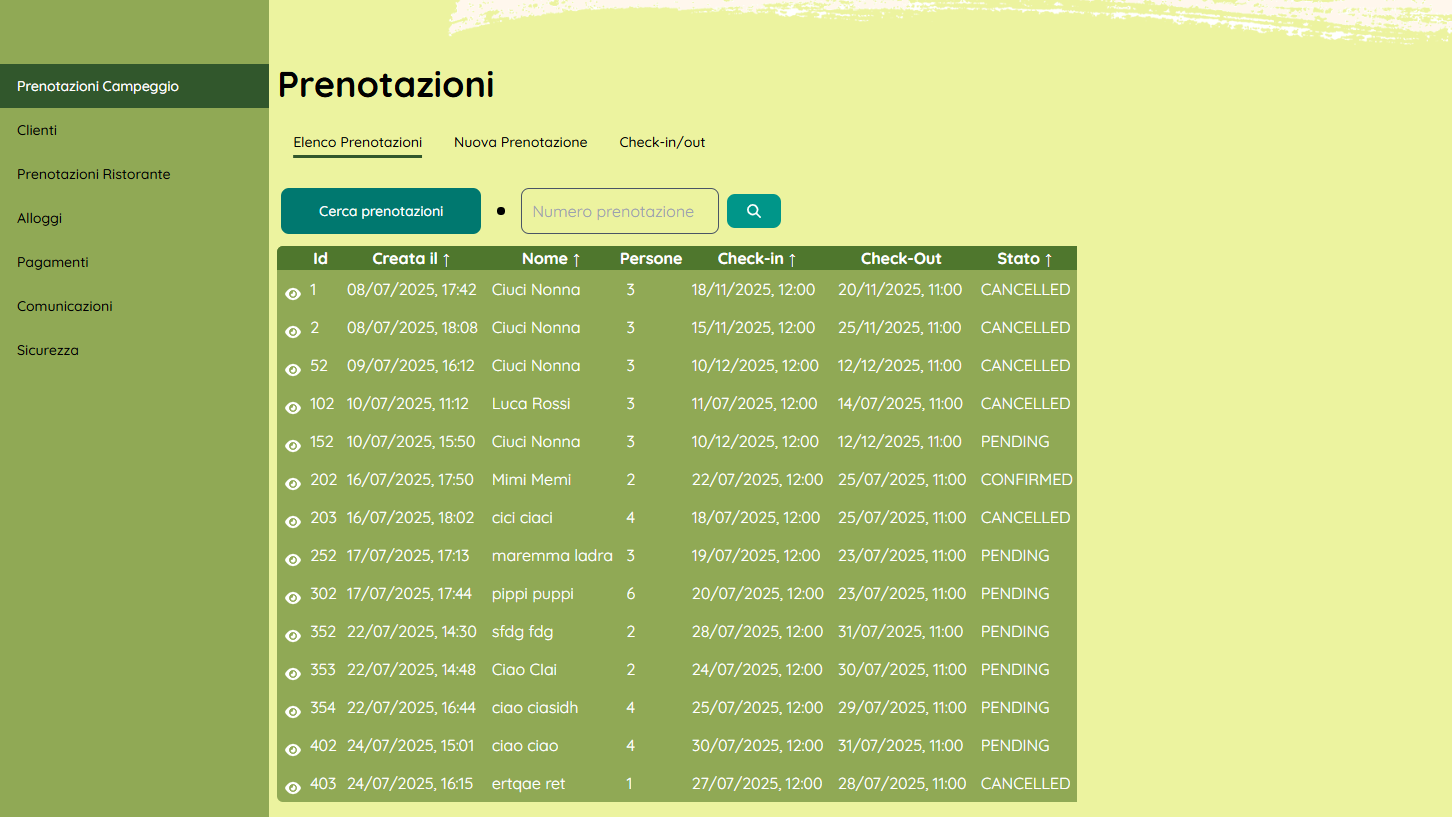 Prenotazioni Campeggio
Clienti
Prenotazioni Ristorante
Alloggi
Pagamenti
Comunicazioni
Sicurezza
Prenotazioni
Elenco Prenotazioni Nuova Prenotazione Check-in/out
Cerca prenotazioni • Numero prenotazione
Id Creata il ↑ Nome ↑ Persone Check-in ↑ Check-Out Stato ↑
1 08/07/2025, 17:42 Ciuci Nonna 3 18/11/2025, 12:00 20/11/2025, 11:00 CANCELLED
2 08/07/2025, 18:08 Ciuci Nonna 3 15/11/2025, 12:00 25/11/2025, 11:00 CANCELLED
52 09/07/2025, 16:12 Ciuci Nonna 3 10/12/2025, 12:00 12/12/2025, 11:00 CANCELLED
102 10/07/2025, 11:12 Luca Rossi 3 11/07/2025, 12:00 14/07/2025, 11:00 CANCELLED
152 10/07/2025, 15:50 Ciuci Nonna 3 10/12/2025, 12:00 12/12/2025, 11:00 PENDING
202 16/07/2025, 17:50 Mimi Memi 2 22/07/2025, 12:00 25/07/2025, 11:00 CONFIRMED
203 16/07/2025, 18:02 cici ciaci 4 18/07/2025, 12:00 25/07/2025, 11:00 CANCELLED
252 17/07/2025, 17:13 maremma ladra 3 19/07/2025, 12:00 23/07/2025, 11:00 PENDING
302 17/07/2025, 17:44 pippi puppi 6 20/07/2025, 12:00 23/07/2025, 11:00 PENDING
352 22/07/2025, 14:30 sfdg fdg 2 28/07/2025, 12:00 31/07/2025, 11:00 PENDING
353 22/07/2025, 14:48 Ciao CIai 2 24/07/2025, 12:00 30/07/2025, 11:00 PENDING
354 22/07/2025, 16:44 ciao ciasidh 4 25/07/2025, 12:00 29/07/2025, 11:00 PENDING
402 24/07/2025, 15:01 ciao ciao 4 30/07/2025, 12:00 31/07/2025, 11:00 PENDING
403 24/07/2025, 16:15 ertqae ret 1 27/07/2025, 12:00 28/07/2025, 11:00 CANCELLED